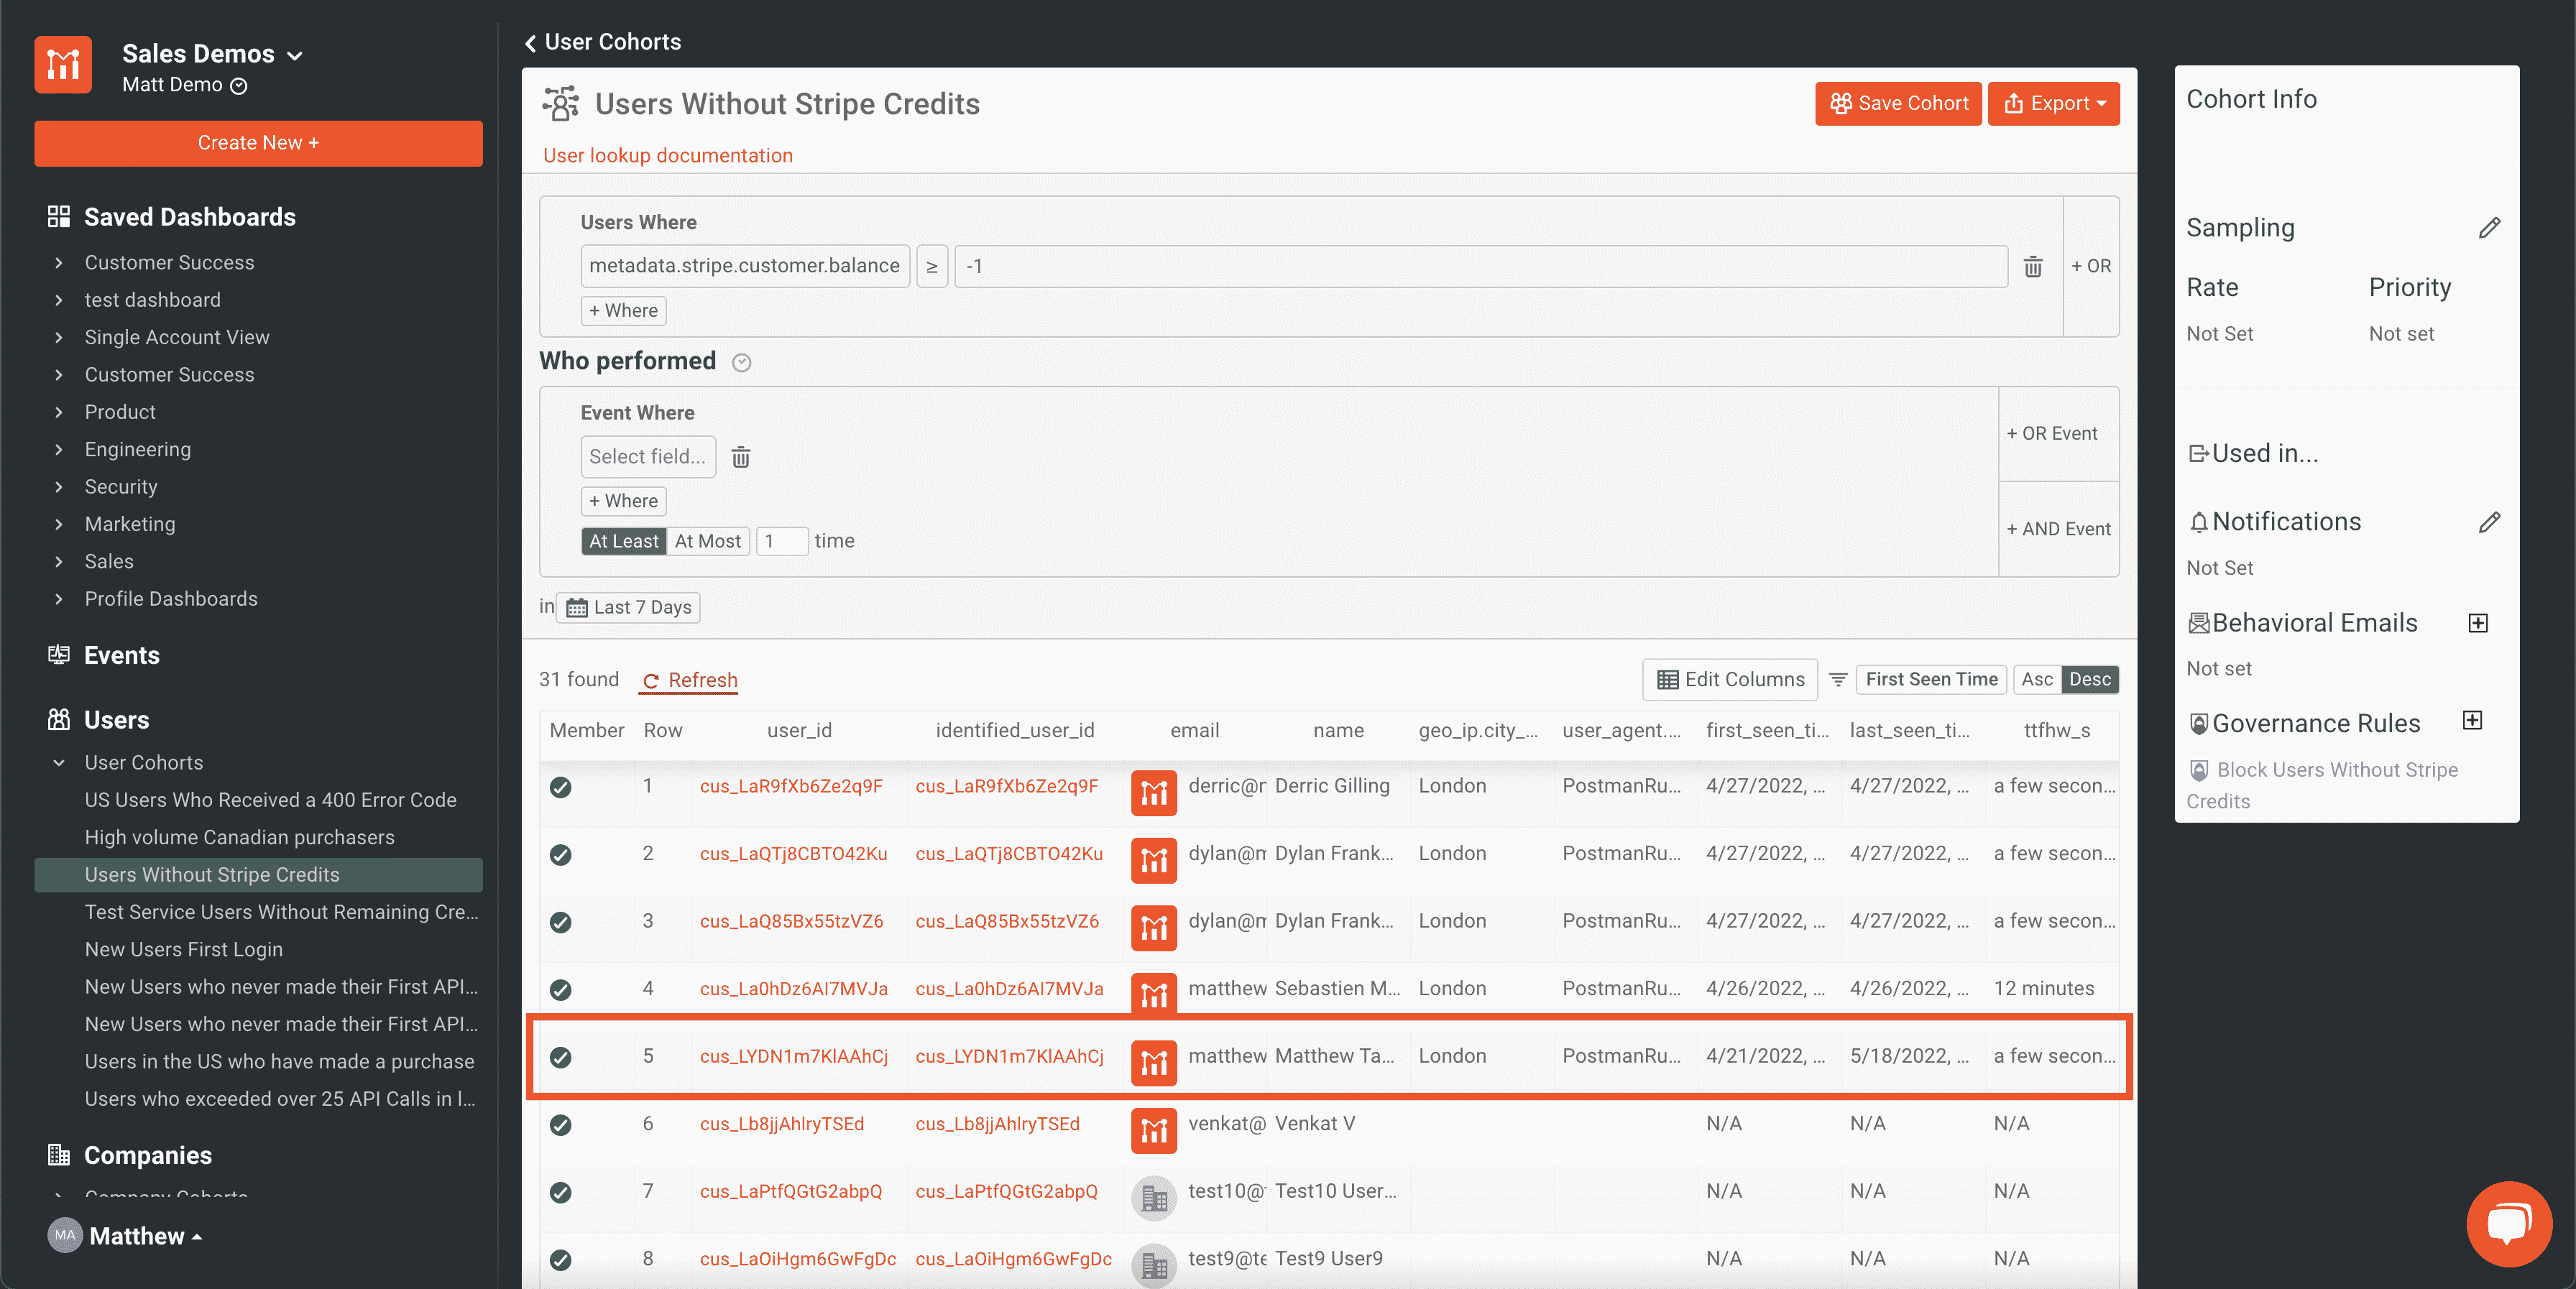 Sales Demos
Matt Demo
Create New +
Saved Dashboards
Customer Success
test dashboard
Single Account View
Customer Success
Product
Engineering
Security
Marketing
Sales
Profile Dashboards
Events
Users
User Cohorts
US Users Who Received a 400 Error Code
High volume Canadian purchasers
Users Without Stripe Credits
Test Service Users Without Remaining Cre...
New Users First Login
New Users who never made their First API...
New Users who never made their First API...
Users in the US who have made a purchase
Users who exceeded over 25 API Calls in l...
Companies
Company Cohorts
MA Matthew
User Cohorts
Users Without Stripe Credits
Save Cohort
Export
User lookup documentation
Users Where
metadata.stripe.customer.balance ≥ -1
+ OR
+ Where
Who performed
Event Where
Select field...
+ Where
At Least At Most 1 time
+ OR Event
+ AND Event
in Last 7 Days
31 found Refresh
Edit Columns First Seen Time Asc Desc
Member Row user_id identified_user_id email name geo_ip.city_... user_agent.... first_seen_ti... last_seen_ti... ttfhw_s
1 cus_LaR9fXb6Ze2q9F cus_LaR9fXb6Ze2q9F derric@r Derric Gilling London PostmanRu... 4/27/2022, ... 4/27/2022, ... a few secon...
2 cus_LaQTj8CBTO42Ku cus_LaQTj8CBTO42Ku dylan@m Dylan Frank... London PostmanRu... 4/27/2022, ... 4/27/2022, ... a few secon...
3 cus_LaQ85Bx55tzVZ6 cus_LaQ85Bx55tzVZ6 dylan@m Dylan Frank... London PostmanRu... 4/27/2022, ... 4/27/2022, ... a few secon...
4 cus_La0hDz6AI7MVJa cus_La0hDz6AI7MVJa matthew Sebastien M... London PostmanRu... 4/26/2022, ... 4/26/2022, ... 12 minutes
5 cus_LYDN1m7KlAAhCj cus_LYDN1m7KlAAhCj matthew Matthew Ta... London PostmanRu... 4/21/2022, ... 5/18/2022, ... a few secon...
6 cus_Lb8jjAhlryTSEd cus_Lb8jjAhlryTSEd venkat@ Venkat V N/A N/A N/A
7 cus_LaPtfQGtG2abpQ cus_LaPtfQGtG2abpQ test10@ Test10 User... N/A N/A N/A
8 cus_LaOiHgm6GwFgDc cus_LaOiHgm6GwFgDc test9@te Test9 User9 N/A N/A N/A
Cohort Info
Sampling
Rate Priority
Not Set Not set
Used in...
Notifications
Not Set
Behavioral Emails
Not set
Governance Rules
Block Users Without Stripe
Credits